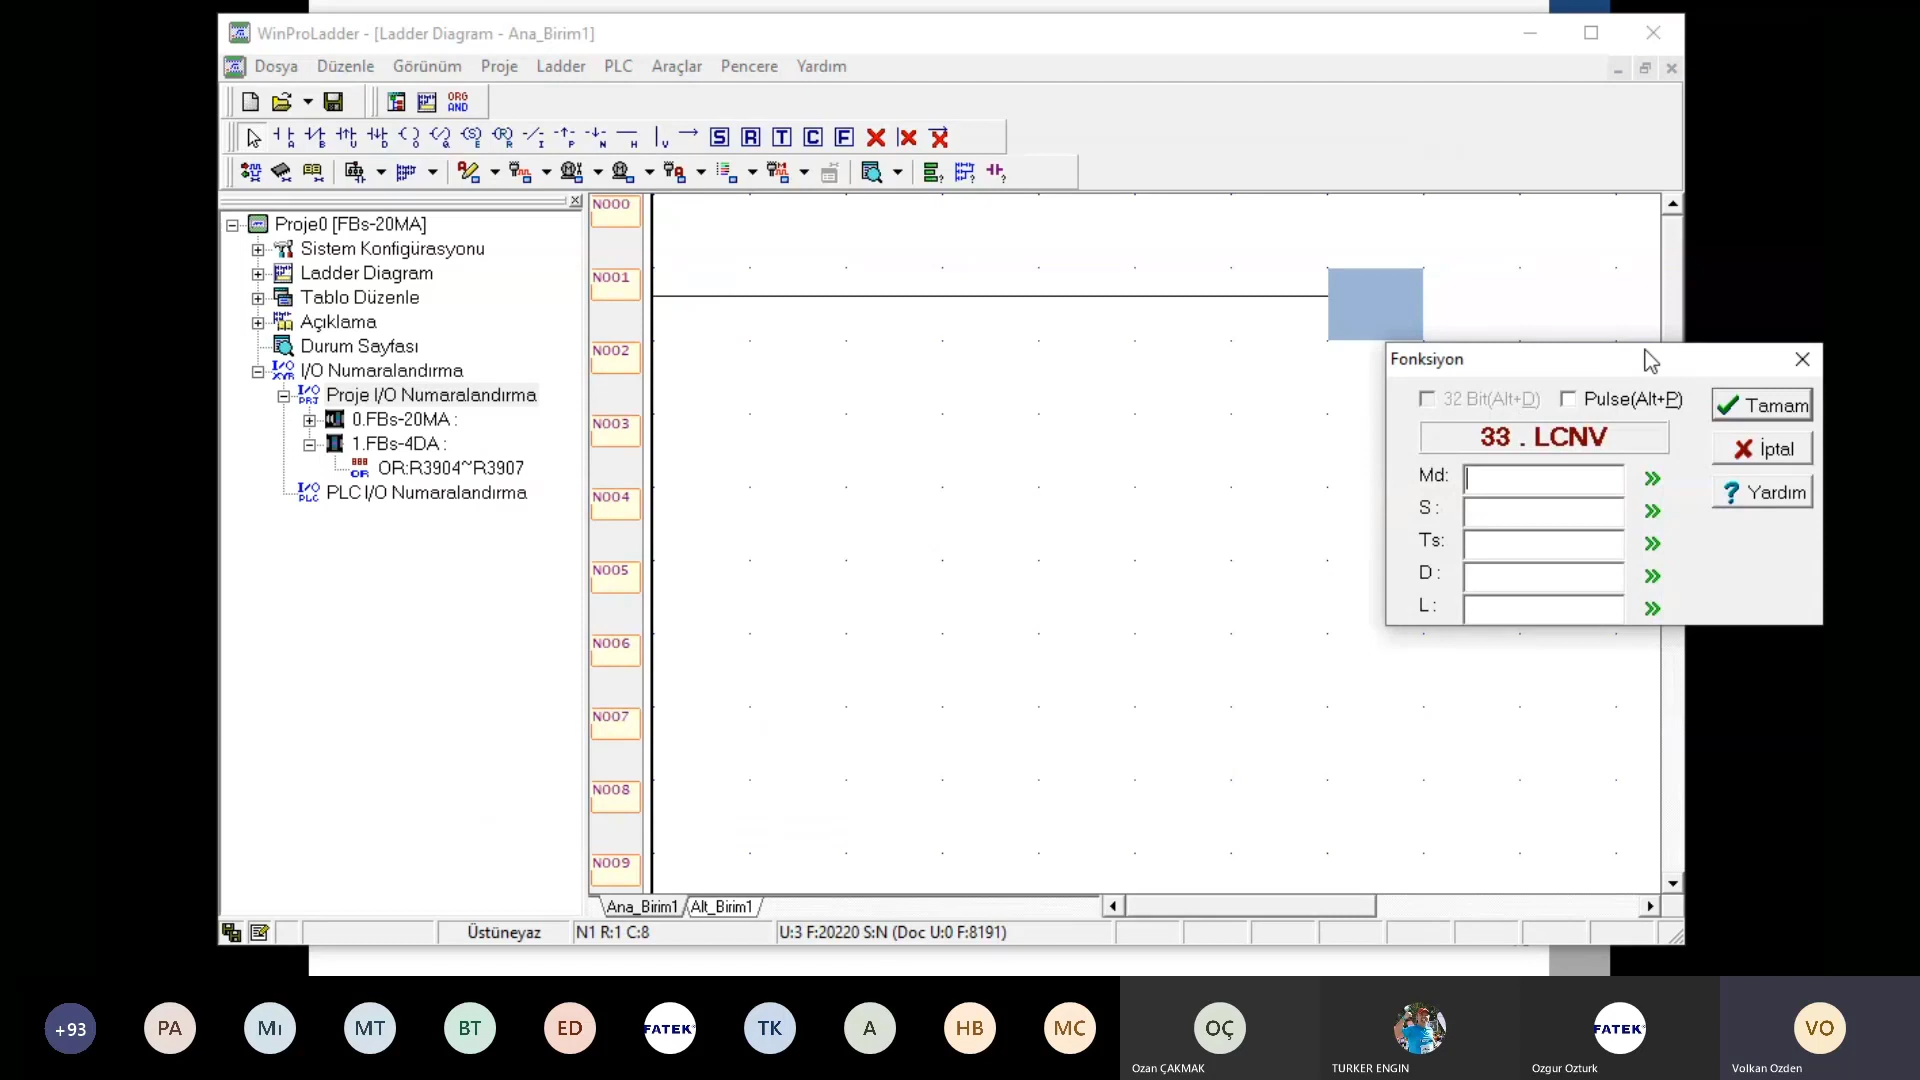 WinProLadder - [Ladder Diagram - Ana_Birim1]
Dosya Düzenle Görünüm Proje Ladder PLC Araçlar Pencere Yardım
ORG
AND
A B U D O Q E R I P N H V S R T C F
Proje0 [FBs-20MA]
Sistem Konfigürasyonu
Ladder Diagram
Tablo Düzenle
Açıklama
Durum Sayfası
I/O Numaralandırma
Proje I/O Numaralandırma
0.FBs-20MA :
1.FBs-4DA :
OR:R3904~R3907
PLC I/O Numaralandırma
N000
N001
N002
N003
N004
N005
N006
N007
N008
N009
Fonksiyon
32 Bit(Alt+D) Pulse(Alt+P)
33 . LCNV
Md:
S :
Ts:
D :
L :
Tamam
İptal
Yardım
Ana_Birim1 Alt_Birim1
Üstüneyaz N1 R:1 C:8 U:3 F:20220 S:N (Doc U:0 F:8191)
+93 PA Mı MT BT ED FATEK TK A HB MC OÇ FATEK VO
Ozan ÇAKMAK TURKER ENGIN Ozgur Ozturk Volkan Ozden